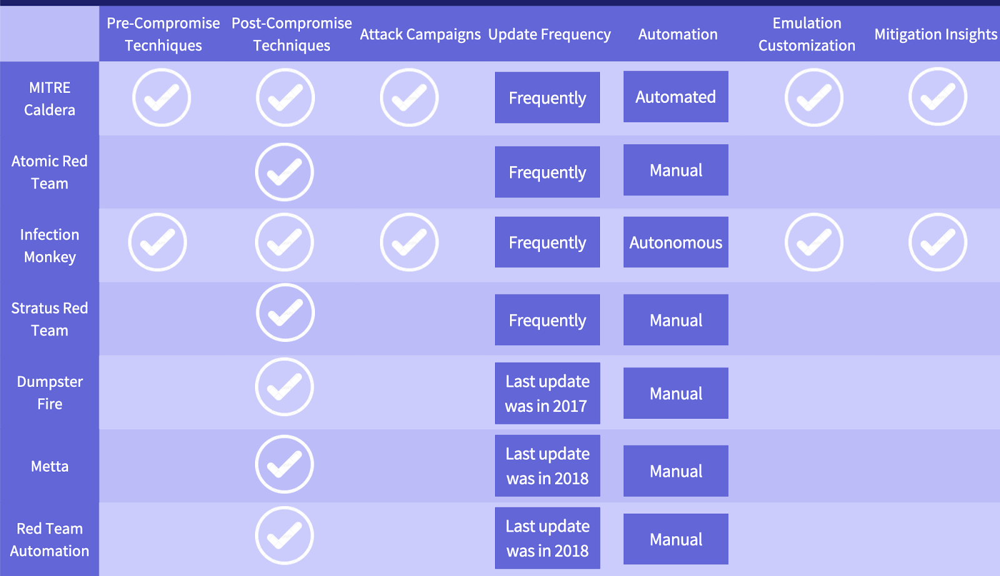 Pre-Compromise
Tecnhiques
Post-Compromise
Techniques
Attack Campaigns
Update Frequency
Automation
Emulation
Customization
Mitigation Insights
MITRE
Caldera
Frequently
Automated
Atomic Red
Team
Frequently
Manual
Infection
Monkey
Frequently
Autonomous
Stratus Red
Team
Frequently
Manual
Dumpster
Fire
Last update
was in 2017
Manual
Metta
Last update
was in 2018
Manual
Red Team
Automation
Last update
was in 2018
Manual